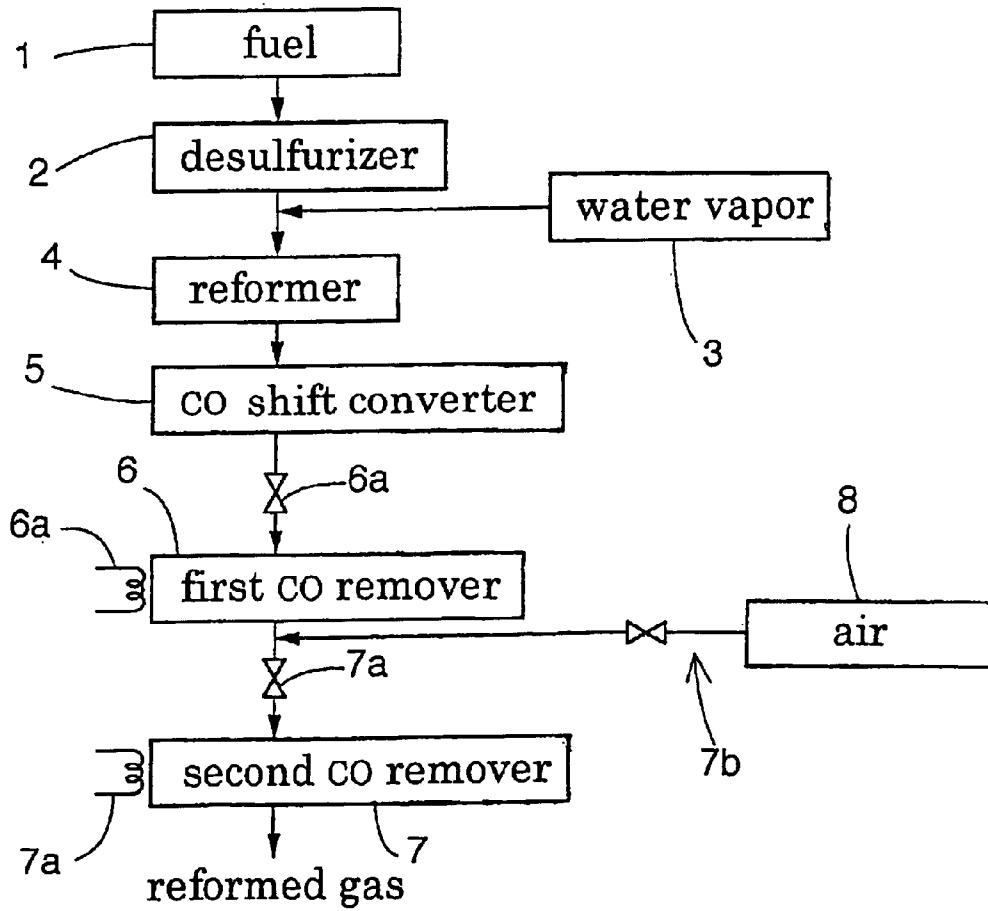 1
fuel
2
desulfurizer
water vapor
3
4
reformer
5
CO shift converter
6
6a
6a
first CO remover
8
air
7a
7b
second CO remover
7a
7
reformed gas